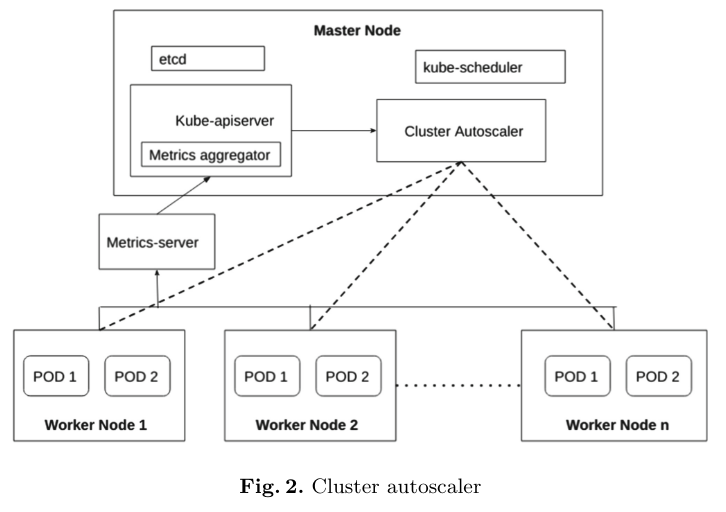 Master Node
etcd
kube-scheduler
Kube-apiserver
Metrics aggregator
Cluster Autoscaler
Metrics-server
POD 1
POD 2
Worker Node 1
POD 1
POD 2
Worker Node 2
POD 1
POD 2
Worker Node n
Fig. 2. Cluster autoscaler